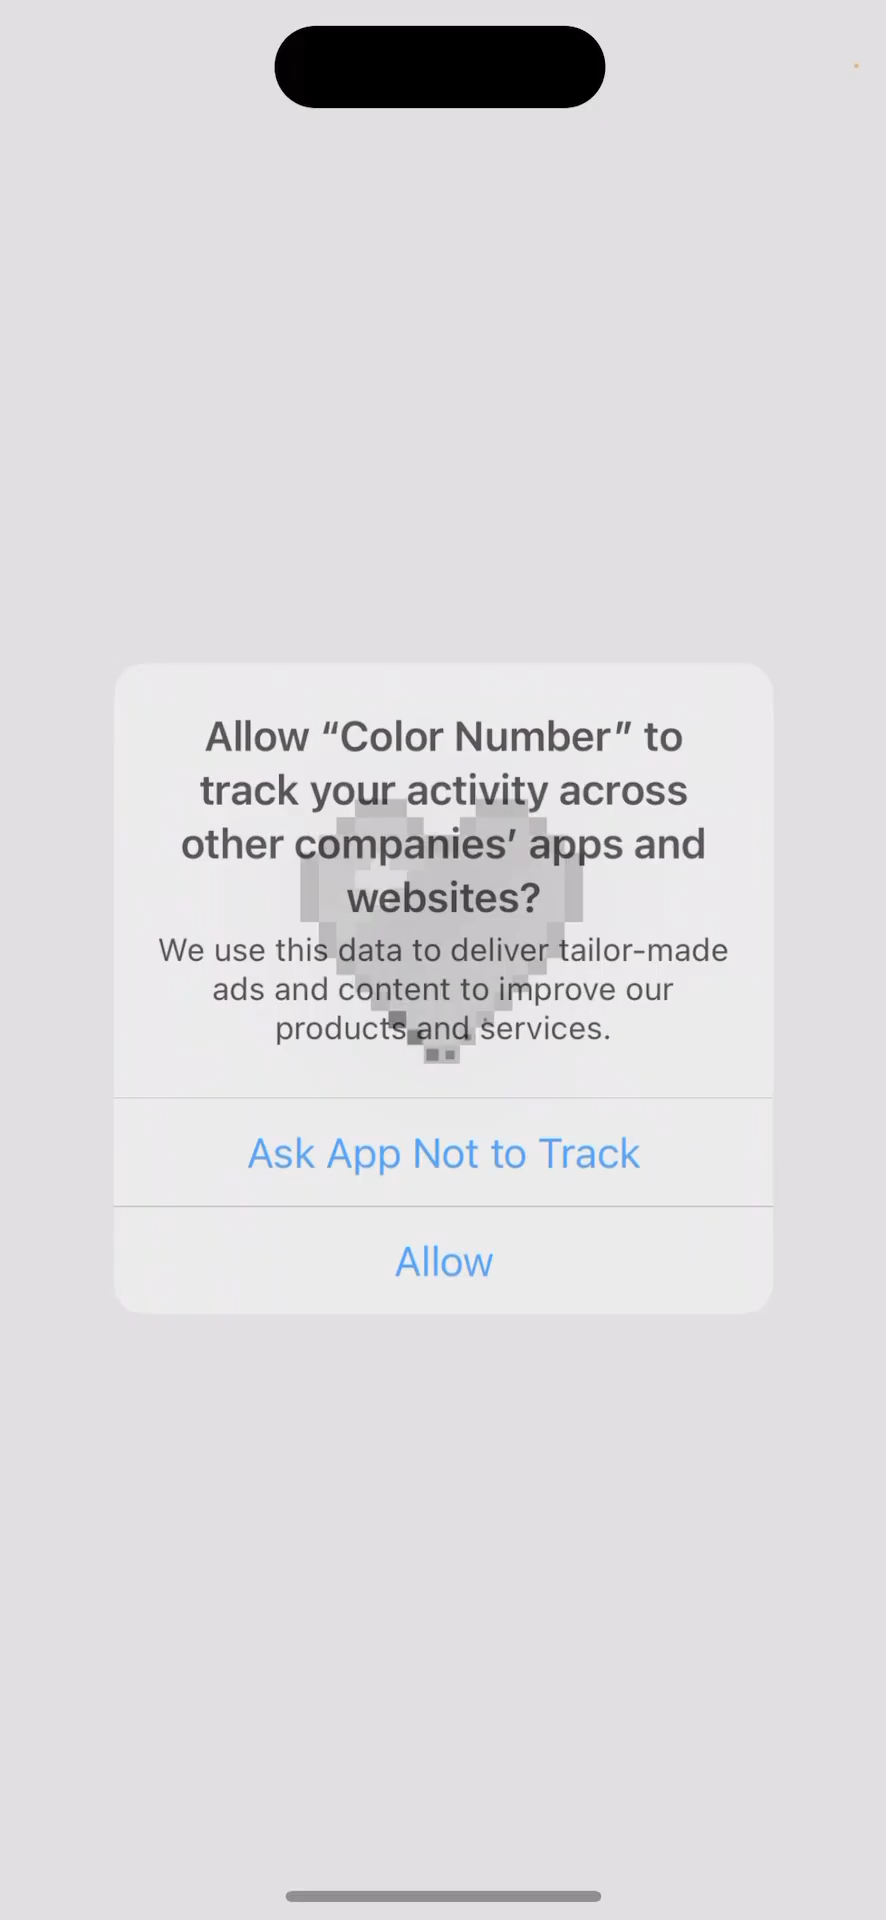 Allow “Color Number” to
track your activity across
other companies’ apps and
websites?
We use this data to deliver tailor-made
ads and content to improve our
products and services.
Ask App Not to Track
Allow